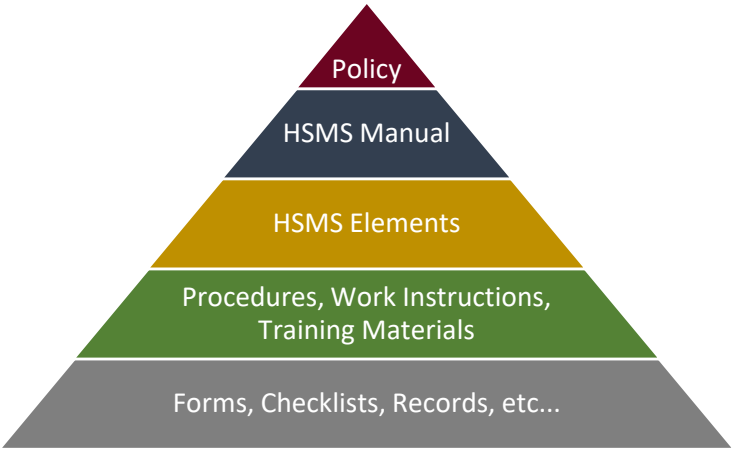 Policy
HSMS Manual
HSMS Elements
Procedures, Work Instructions,
Training Materials
Forms, Checklists, Records, etc...